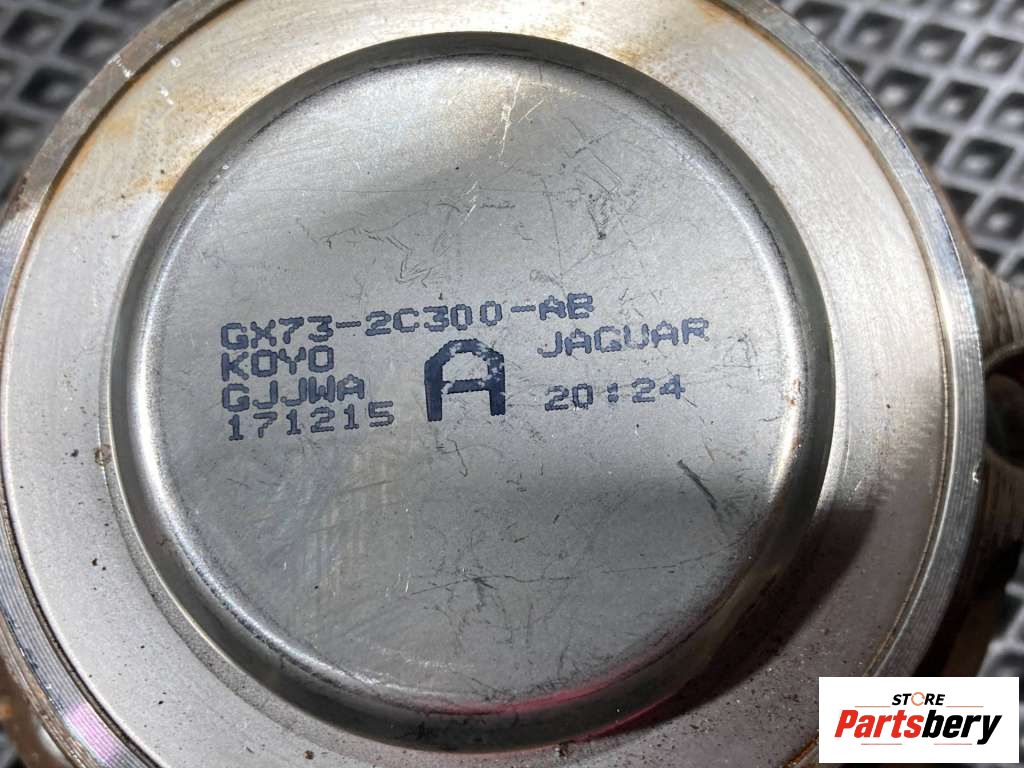 GX73-2C300-AB
KOYO JAGUAR
GJJWA
171215 A 20:24
STORE
Partsbery